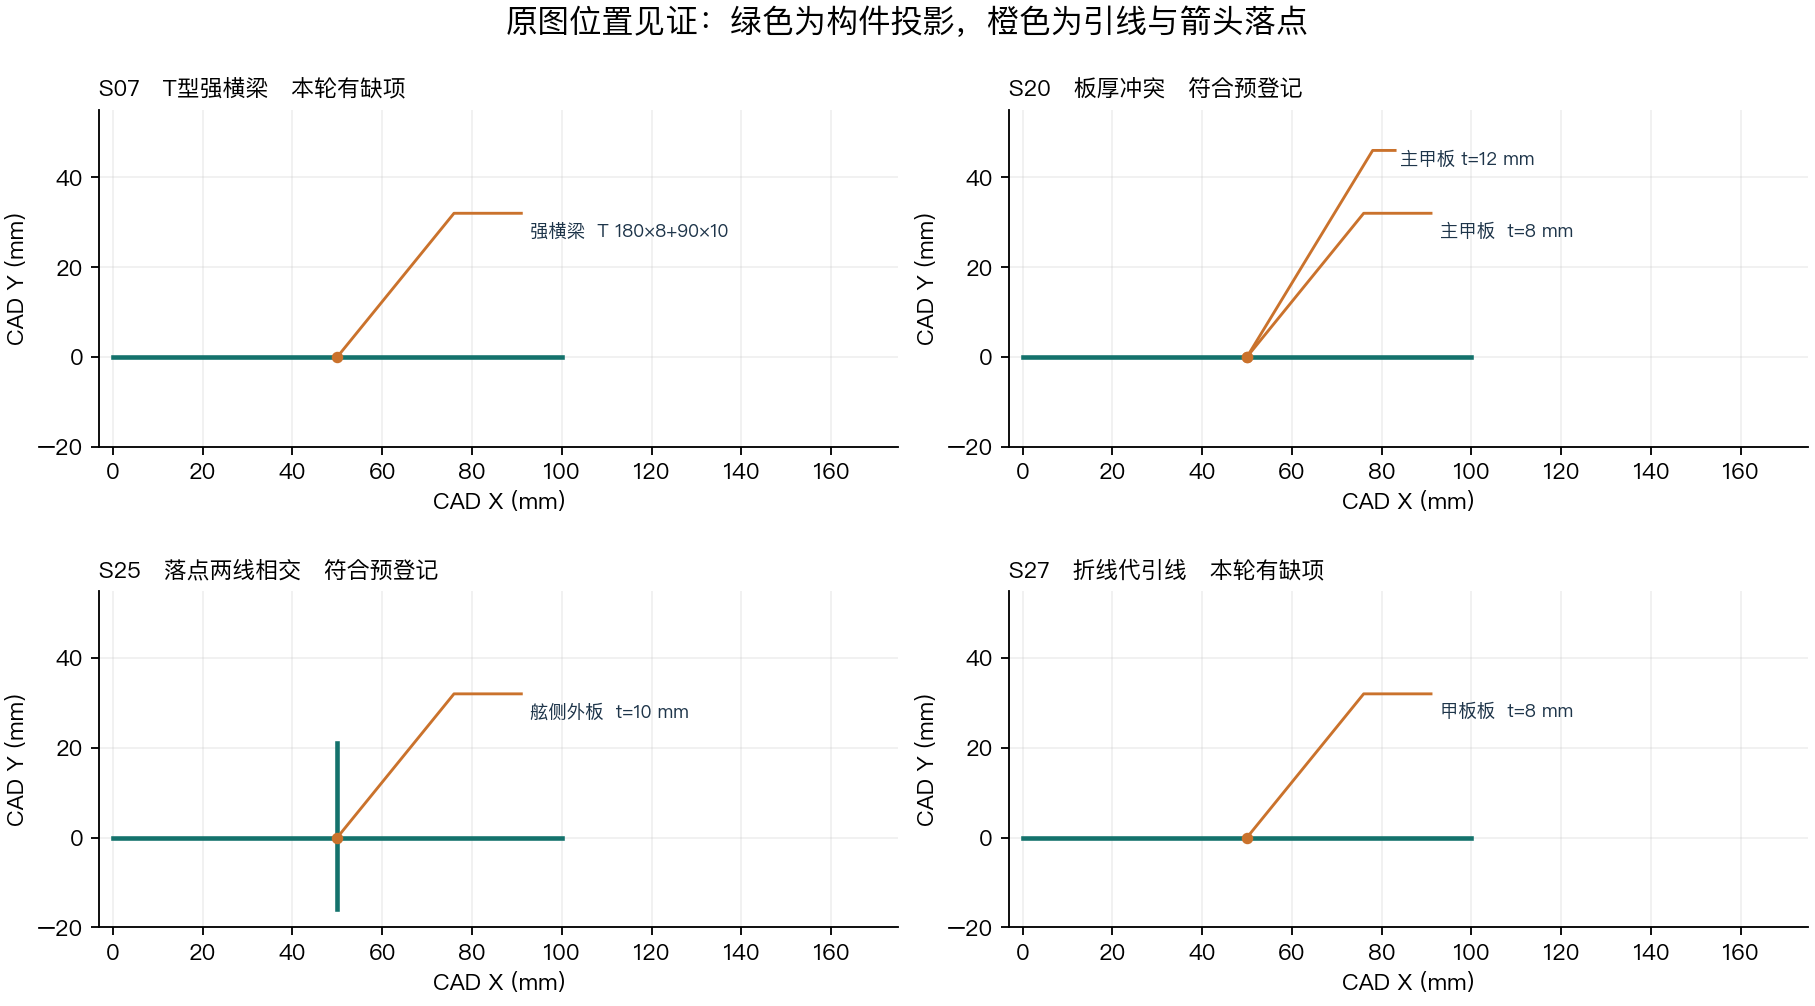 原图位置见证：绿色为构件投影，橙色为引线与箭头落点
S07 T型强横梁 本轮有缺项
40
20
0
−20
CAD Y (mm)
强横梁 T 180×8+90×10
0 20 40 60 80 100 120 140 160
CAD X (mm)
S20 板厚冲突 符合预登记
40
20
0
−20
CAD Y (mm)
主甲板 t=12 mm
主甲板 t=8 mm
0 20 40 60 80 100 120 140 160
CAD X (mm)
S25 落点两线相交 符合预登记
40
20
0
−20
CAD Y (mm)
舷侧外板 t=10 mm
0 20 40 60 80 100 120 140 160
CAD X (mm)
S27 折线代引线 本轮有缺项
40
20
0
−20
CAD Y (mm)
甲板板 t=8 mm
0 20 40 60 80 100 120 140 160
CAD X (mm)